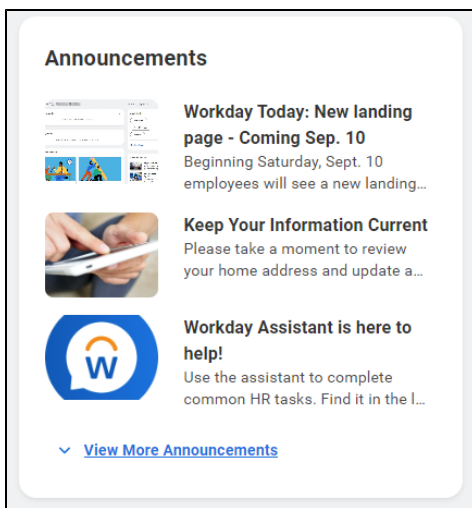 Announcements
Workday Today: New landing
page - Coming Sep. 10
Beginning Saturday, Sept. 10
employees will see a new landing…
Keep Your Information Current
Please take a moment to review
your home address and update a…
W
Workday Assistant is here to
help!
Use the assistant to complete
common HR tasks. Find it in the l…
View More Announcements